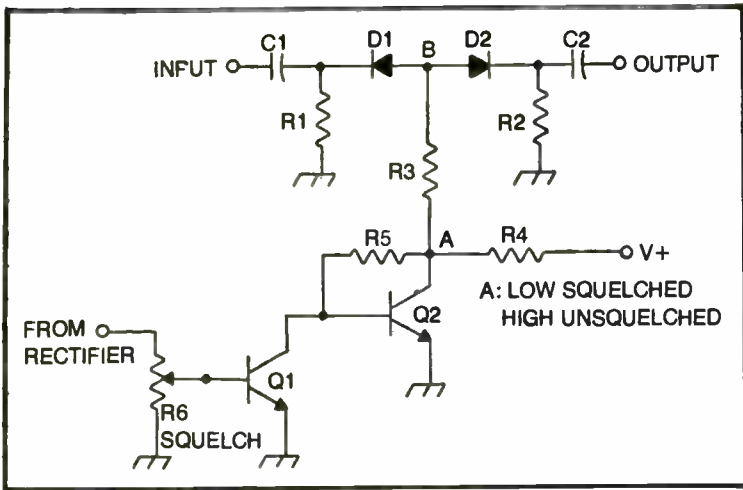 C1 D1 B D2 C2
INFUT OUTPUT
R1 R2
R3
R5 A R4
V+
A: LOW SQUELCHED
HIGH UNSQUELCHED
Q2
FROM
RECTIFIER
Q1
R6
SQUELCH